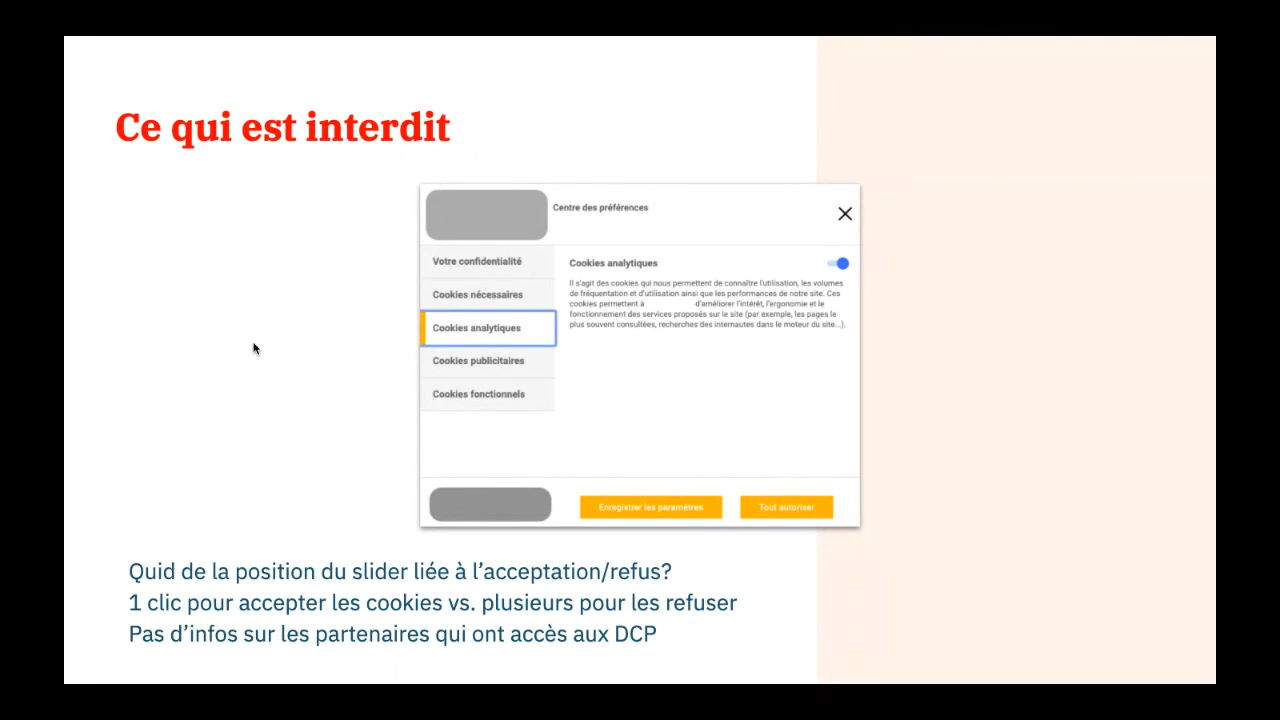 Ce qui est interdit
Centre des préférences
Votre confidentialité
Cookies nécessaires
Cookies analytiques
Cookies publicitaires
Cookies fonctionnels
Cookies analytiques
Il s'agit des cookies qui nous permettent de connaître l'utilisation, les volumes
de fréquentation et d'utilisation ainsi que les performances de notre site. Ces
cookies permettent à d'améliorer l'intérêt, l'ergonomie et le
fonctionnement des services proposés sur le site (par exemple, les pages le
plus souvent consultées, recherches des internautes dans le moteur du site...).
Enregistrer les paramètres
Tout autoriser
Quid de la position du slider liée à l’acceptation/refus?
1 clic pour accepter les cookies vs. plusieurs pour les refuser
Pas d’infos sur les partenaires qui ont accès aux DCP